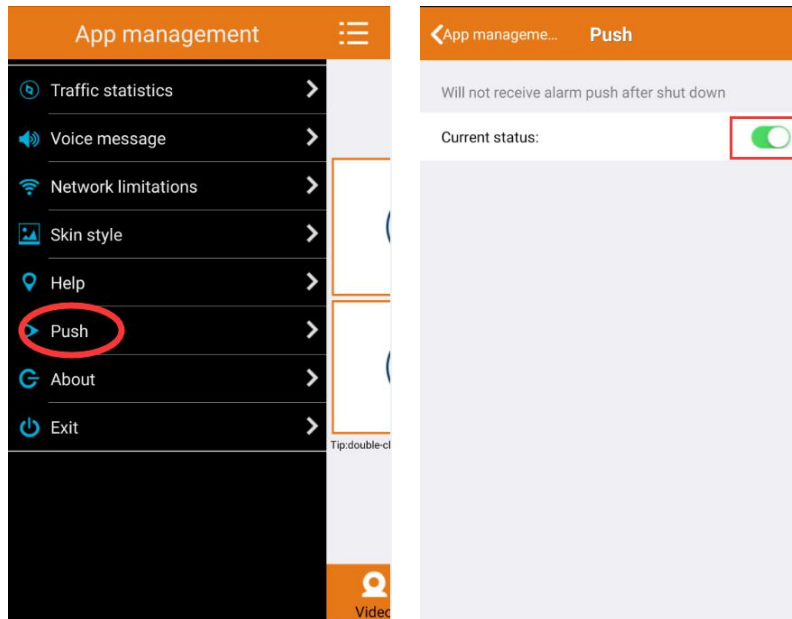 App management
Traffic statistics
Voice message
Network limitations
Skin style
Help
Push
About
Exit
Tip:double-cl
Video
App manageme... Push
Will not receive alarm push after shut down
Current status: